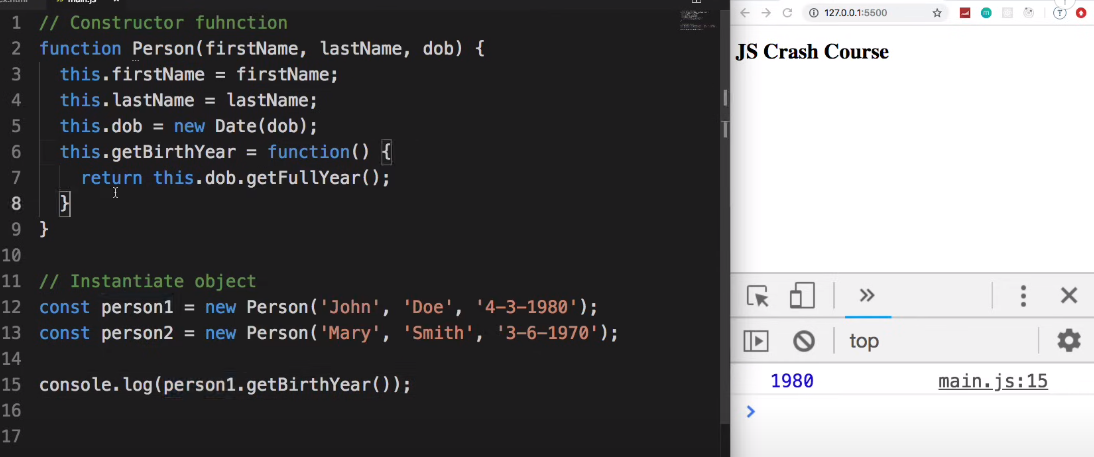 main.js
1 // Constructor fuhnction
2 function Person(firstName, lastName, dob) {
3 this.firstName = firstName;
4 this.lastName = lastName;
5 this.dob = new Date(dob);
6 this.getBirthYear = function() {
7 return this.dob.getFullYear();
8 }
9 }
10
11 // Instantiate object
12 const person1 = new Person('John', 'Doe', '4-3-1980');
13 const person2 = new Person('Mary', 'Smith', '3-6-1970');
14
15 console.log(person1.getBirthYear());
16
17
127.0.0.1:5500
JS Crash Course
top
1980 main.js:15